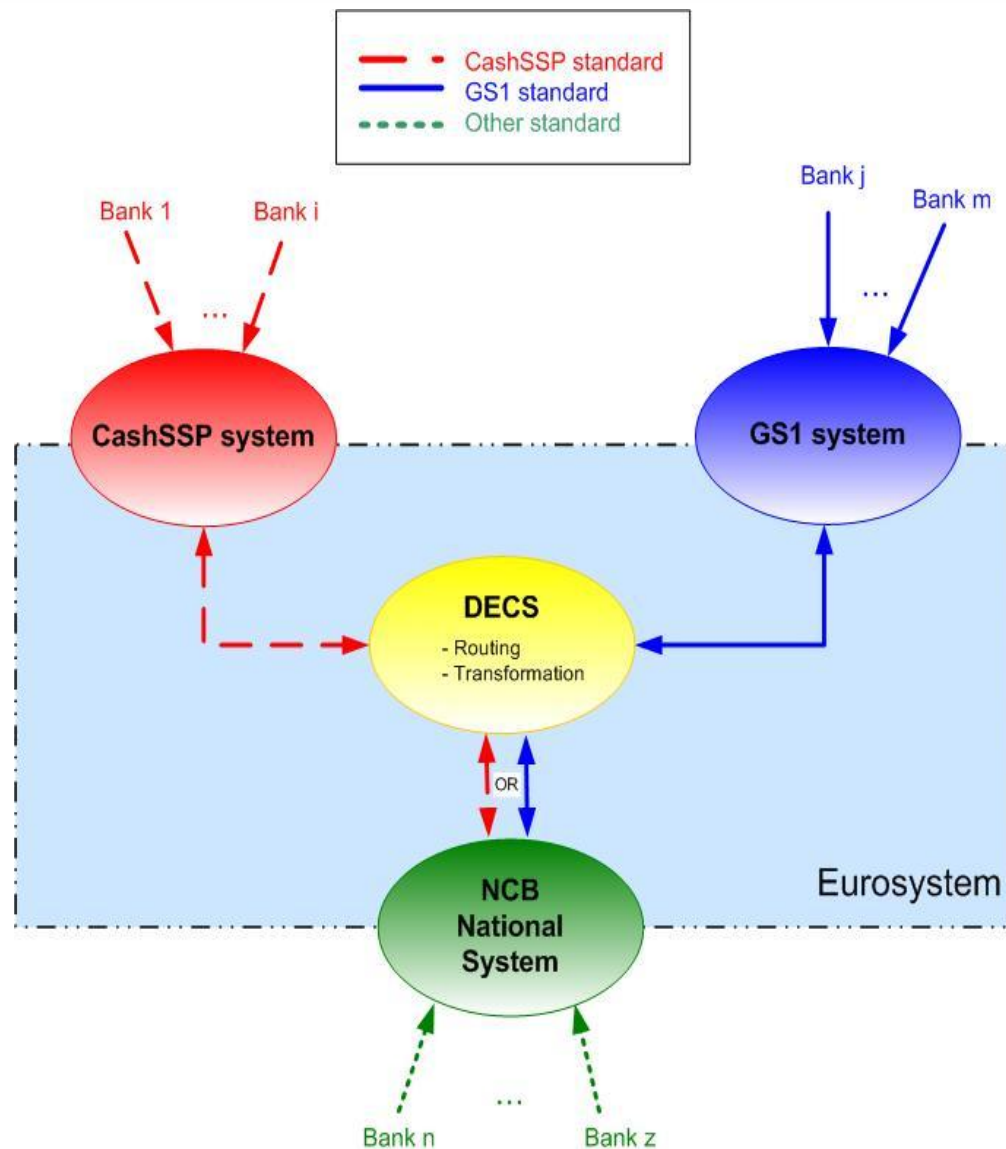 CashSSP standard
GS1 standard
Other standard
Bank j
Bank 1
Bank i
Bank m
...
...
CashSSP system
GS1 system
DECS
- Routing
- Transformation
OR
Eurosystem
NCB
National
System
...
Bank n
Bank z